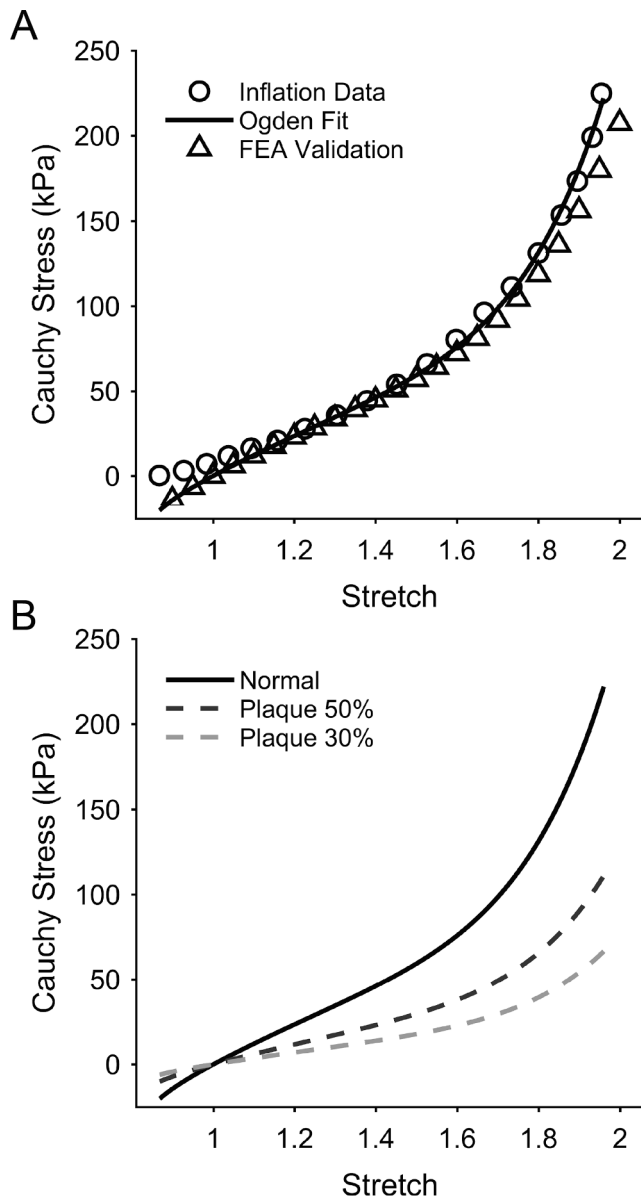 A
250
200
150
100
50
0
Cauchy Stress (kPa)
Inflation Data
Ogden Fit
FEA Validation
1 1.2 1.4 1.6 1.8 2
Stretch
B
250
200
150
100
50
0
Cauchy Stress (kPa)
Normal
Plaque 50%
Plaque 30%
1 1.2 1.4 1.6 1.8 2
Stretch